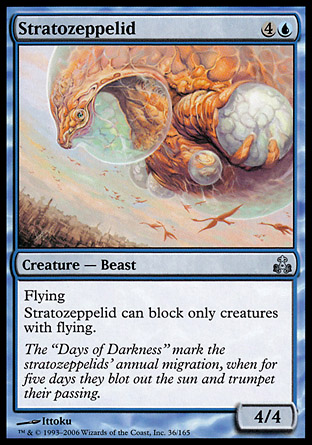 Stratozeppelid 4
Creature — Beast
Flying
Stratozeppelid can block only creatures
with flying.
The “Days of Darkness” mark the
stratozeppelids’ annual migration, when for
five days they blot out the sun and trumpet
their passing.
Ittoku
™ & © 1993–2006 Wizards of the Coast, Inc. 36/165
4/4